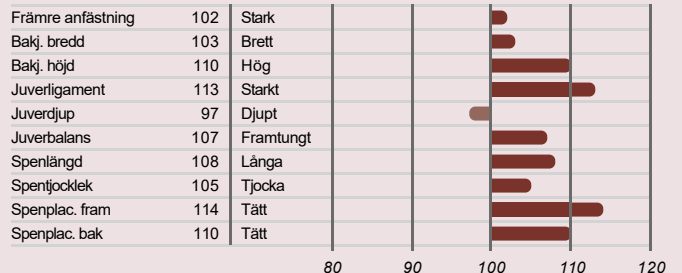 Främre anfästning 102 Stark
Bakj. bredd 103 Brett
Bakj. höjd 110 Hög
Juverligament 113 Starkt
Juverdjup 97 Djupt
Juverbalans 107 Framtungt
Spenlängd 108 Långa
Spentjocklek 105 Tjocka
Spenplac. fram 114 Tätt
Spenplac. bak 110 Tätt
80 90 100 110 120